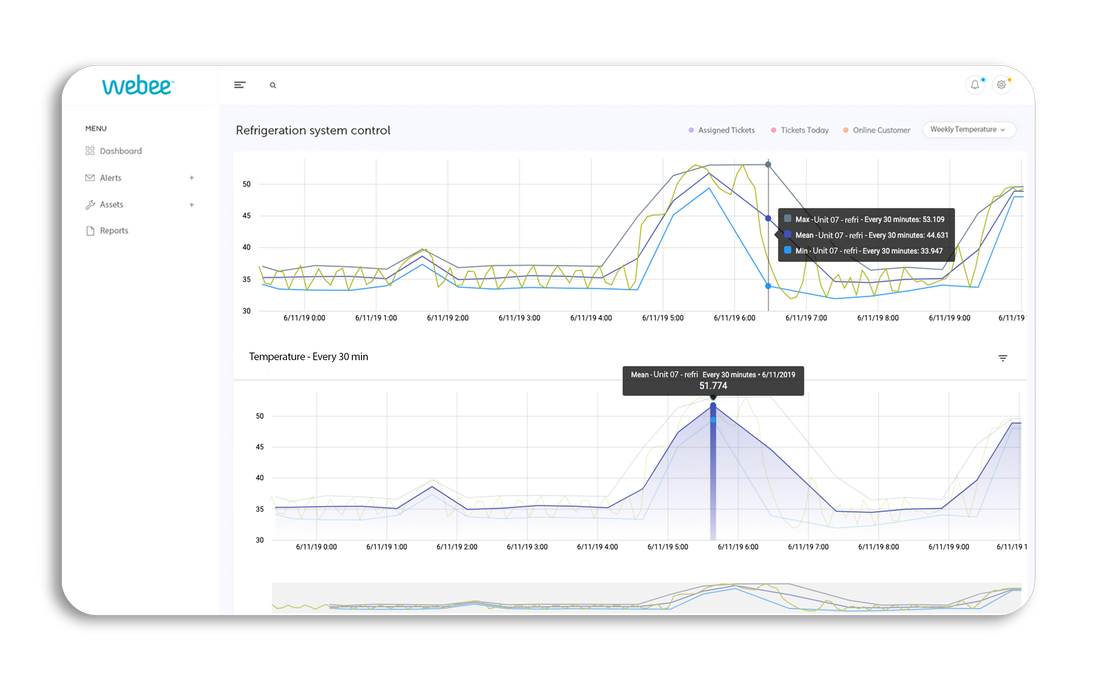 webee™
MENU
Dashboard
Alerts +
Assets +
Reports
Refrigeration system control
Assigned Tickets Tickets Today Online Customer Weekly Temperature
50
45
40
35
30
Max - Unit 07 - refri - Every 30 minutes: 53.109
Mean - Unit 07 - refri - Every 30 minutes: 44.631
Min - Unit 07 - refri - Every 30 minutes: 33.947
6/11/19 0:00 6/11/19 1:00 6/11/19 2:00 6/11/19 3:00 6/11/19 4:00 6/11/19 5:00 6/11/19 6:00 6/11/19 7:00 6/11/19 8:00 6/11/19 9:00 6/11/19
Temperature - Every 30 min
Mean - Unit 07 - refri Every 30 minutes • 6/11/2019
51.774
50
45
40
35
30
6/11/19 0:00 6/11/19 1:00 6/11/19 2:00 6/11/19 3:00 6/11/19 4:00 6/11/19 5:00 6/11/19 6:00 6/11/19 7:00 6/11/19 8:00 6/11/19 9:00 6/11/19 1